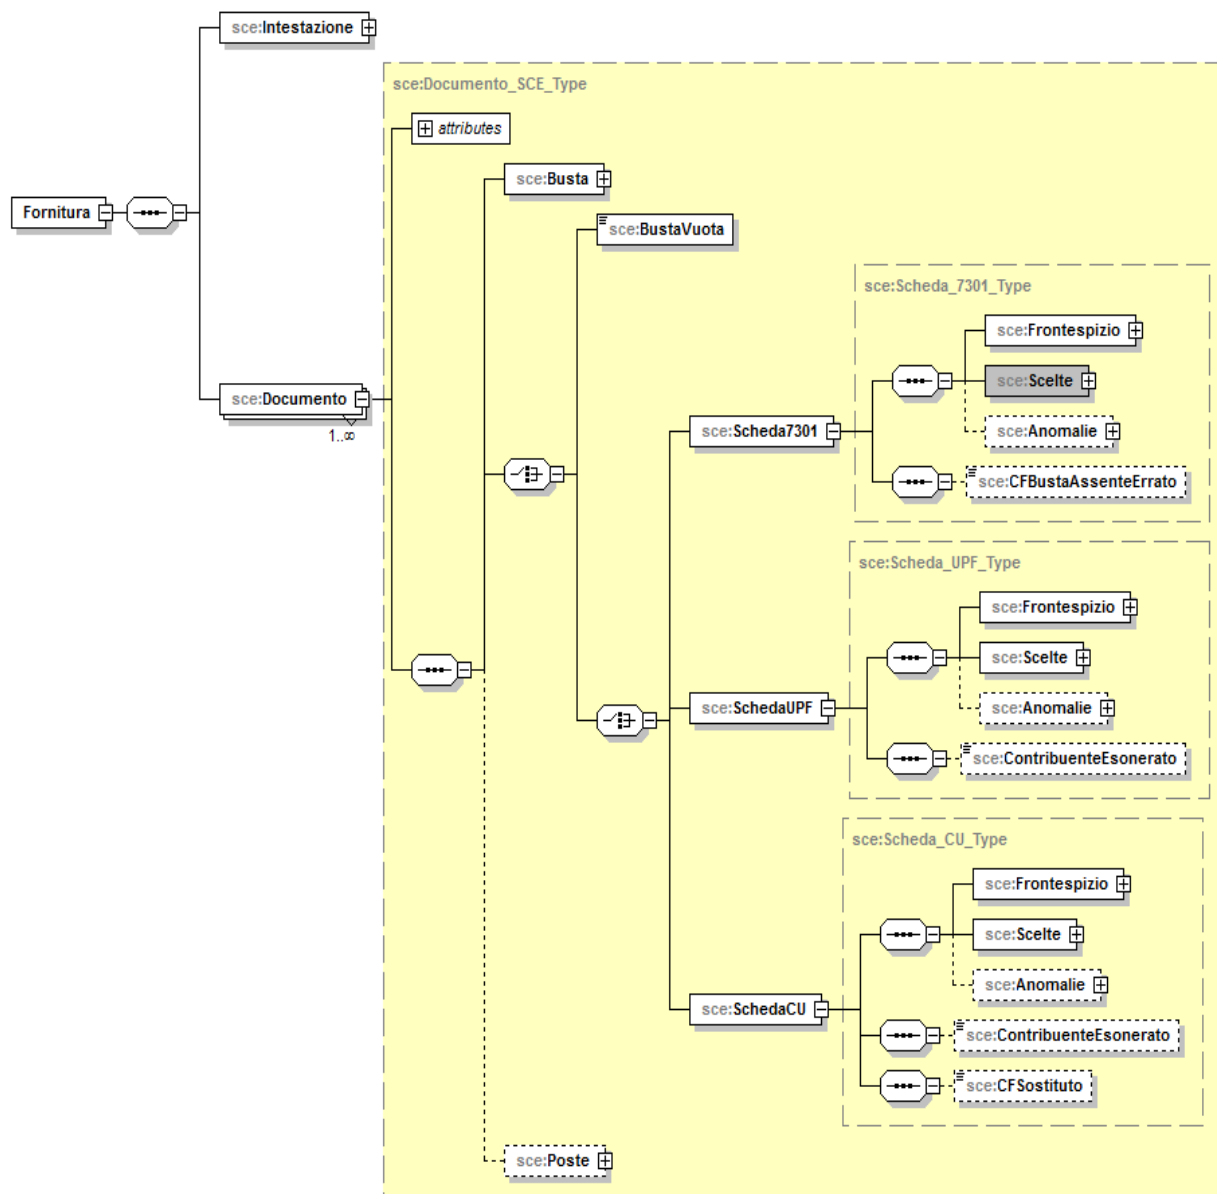 sce:Intestazione
sce:Documento_SCE_Type
attributes
sce:Busta
Fornitura
sce:BustaVuota
sce:Scheda_7301_Type
sce:Frontespizio
sce:Scelte
sce:Documento
1..∞
sce:Scheda7301
sce:Anomalie
sce:CFBustaAssenteErrato
sce:Scheda_UPF_Type
sce:Frontespizio
sce:Scelte
sce:SchedaUPF
sce:Anomalie
sce:ContribuenteEsonerato
sce:Scheda_CU_Type
sce:Frontespizio
sce:Scelte
sce:Anomalie
sce:SchedaCU
sce:ContribuenteEsonerato
sce:CFSostituto
sce:Poste